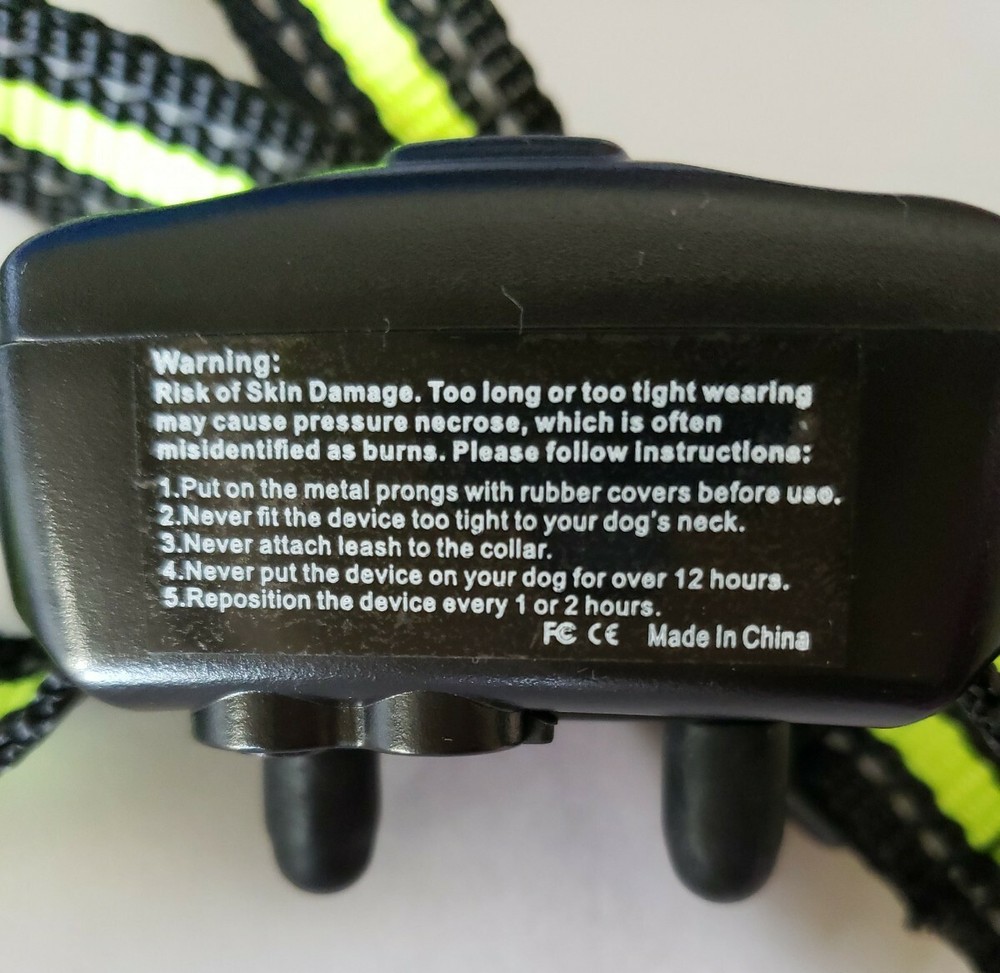 Warning:
Risk of Skin Damage. Too long or too tight wearing
may cause pressure necrose, which is often
misidentified as burns. Please follow instructions:
1.Put on the metal prongs with rubber covers before use.
2.Never fit the device too tight to your dog's neck.
3.Never attach leash to the collar.
4.Never put the device on your dog for over 12 hours.
5.Reposition the device every 1 or 2 hours.
FC CE Made In China